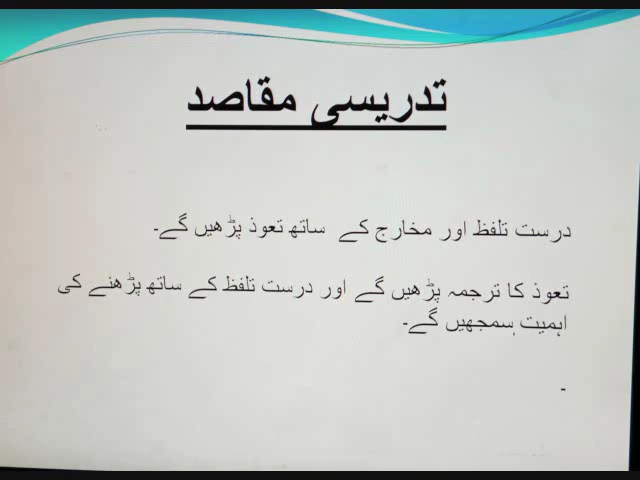 تدریسی مقاصد
درست تلفظ اور مخارج کے ساتھ تعوذ پڑھیں گے۔
تعوذ کا ترجمہ پڑھیں گے اور درست تلفظ کے ساتھ پڑھنے کی
اہمیت سمجھیں گے۔
۔